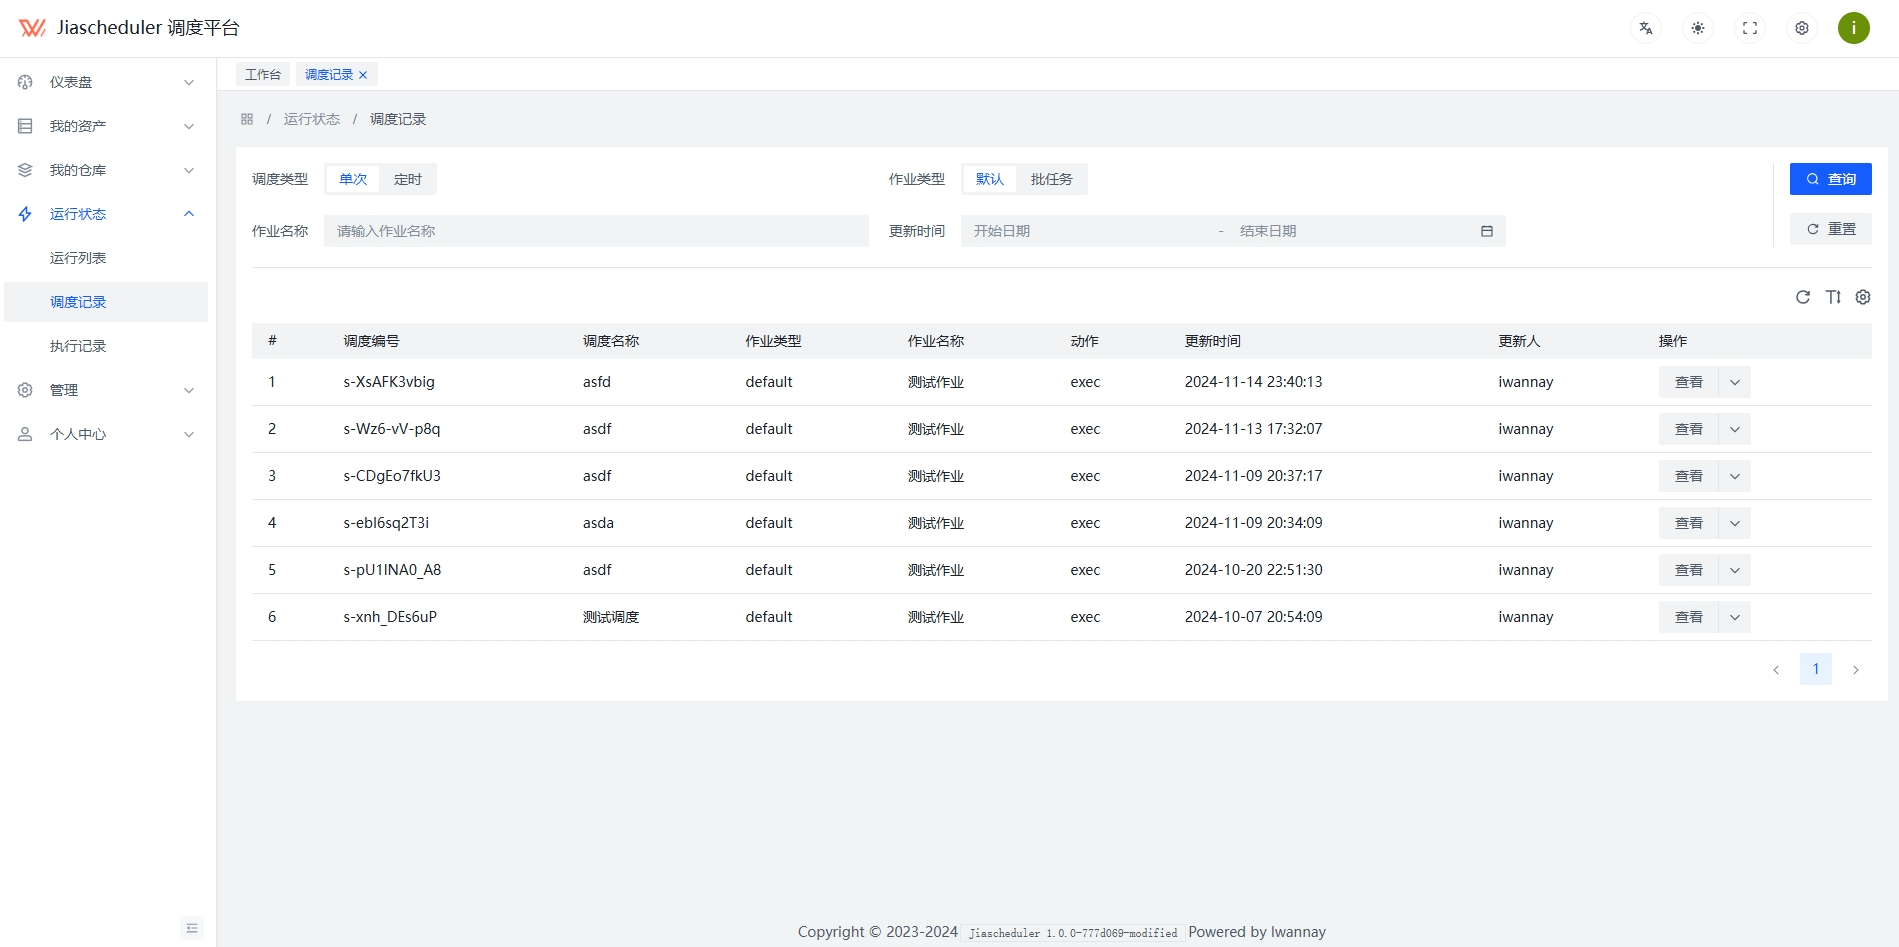 Jiascheduler 调度平台
i
仪表盘
我的资产
我的仓库
运行状态
运行列表
调度记录
执行记录
管理
个人中心
工作台 调度记录
/ 运行状态 / 调度记录
调度类型 单次 定时 作业类型 默认 批任务 查询
作业名称 请输入作业名称 更新时间 开始日期 - 结束日期 重置
# 调度编号 调度名称 作业类型 作业名称 动作 更新时间 更新人 操作
1 s-XsAFK3vbig asfd default 测试作业 exec 2024-11-14 23:40:13 iwannay 查看
2 s-Wz6-vV-p8q asdf default 测试作业 exec 2024-11-13 17:32:07 iwannay 查看
3 s-CDgEo7fkU3 asdf default 测试作业 exec 2024-11-09 20:37:17 iwannay 查看
4 s-ebI6sq2T3i asda default 测试作业 exec 2024-11-09 20:34:09 iwannay 查看
5 s-pU1INA0_A8 asdf default 测试作业 exec 2024-10-20 22:51:30 iwannay 查看
6 s-xnh_DEs6uP 测试调度 default 测试作业 exec 2024-10-07 20:54:09 iwannay 查看
1
Copyright © 2023-2024 Jiascheduler 1.0.0-777d069-modified Powered by Iwannay